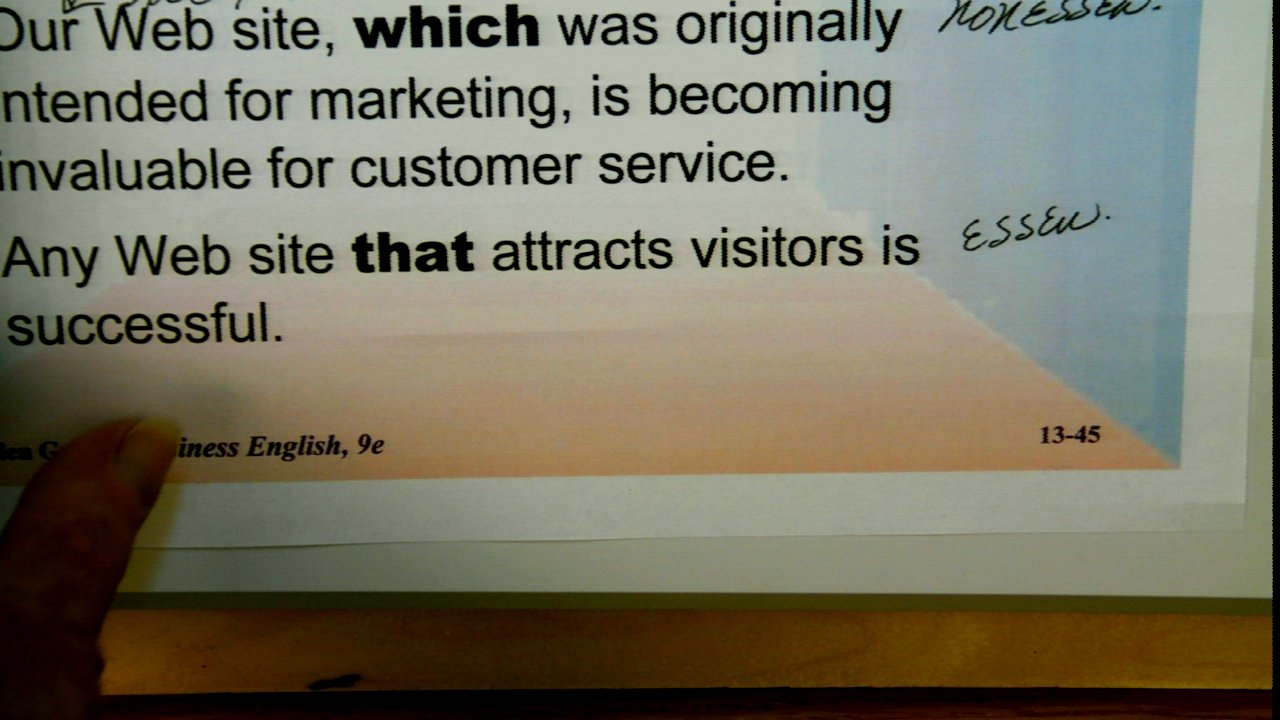 Our Web site, which was originally nonessen.
ntended for marketing, is becoming
invaluable for customer service.
Any Web site that attracts visitors is essen.
successful.
iness English, 9e 13-45